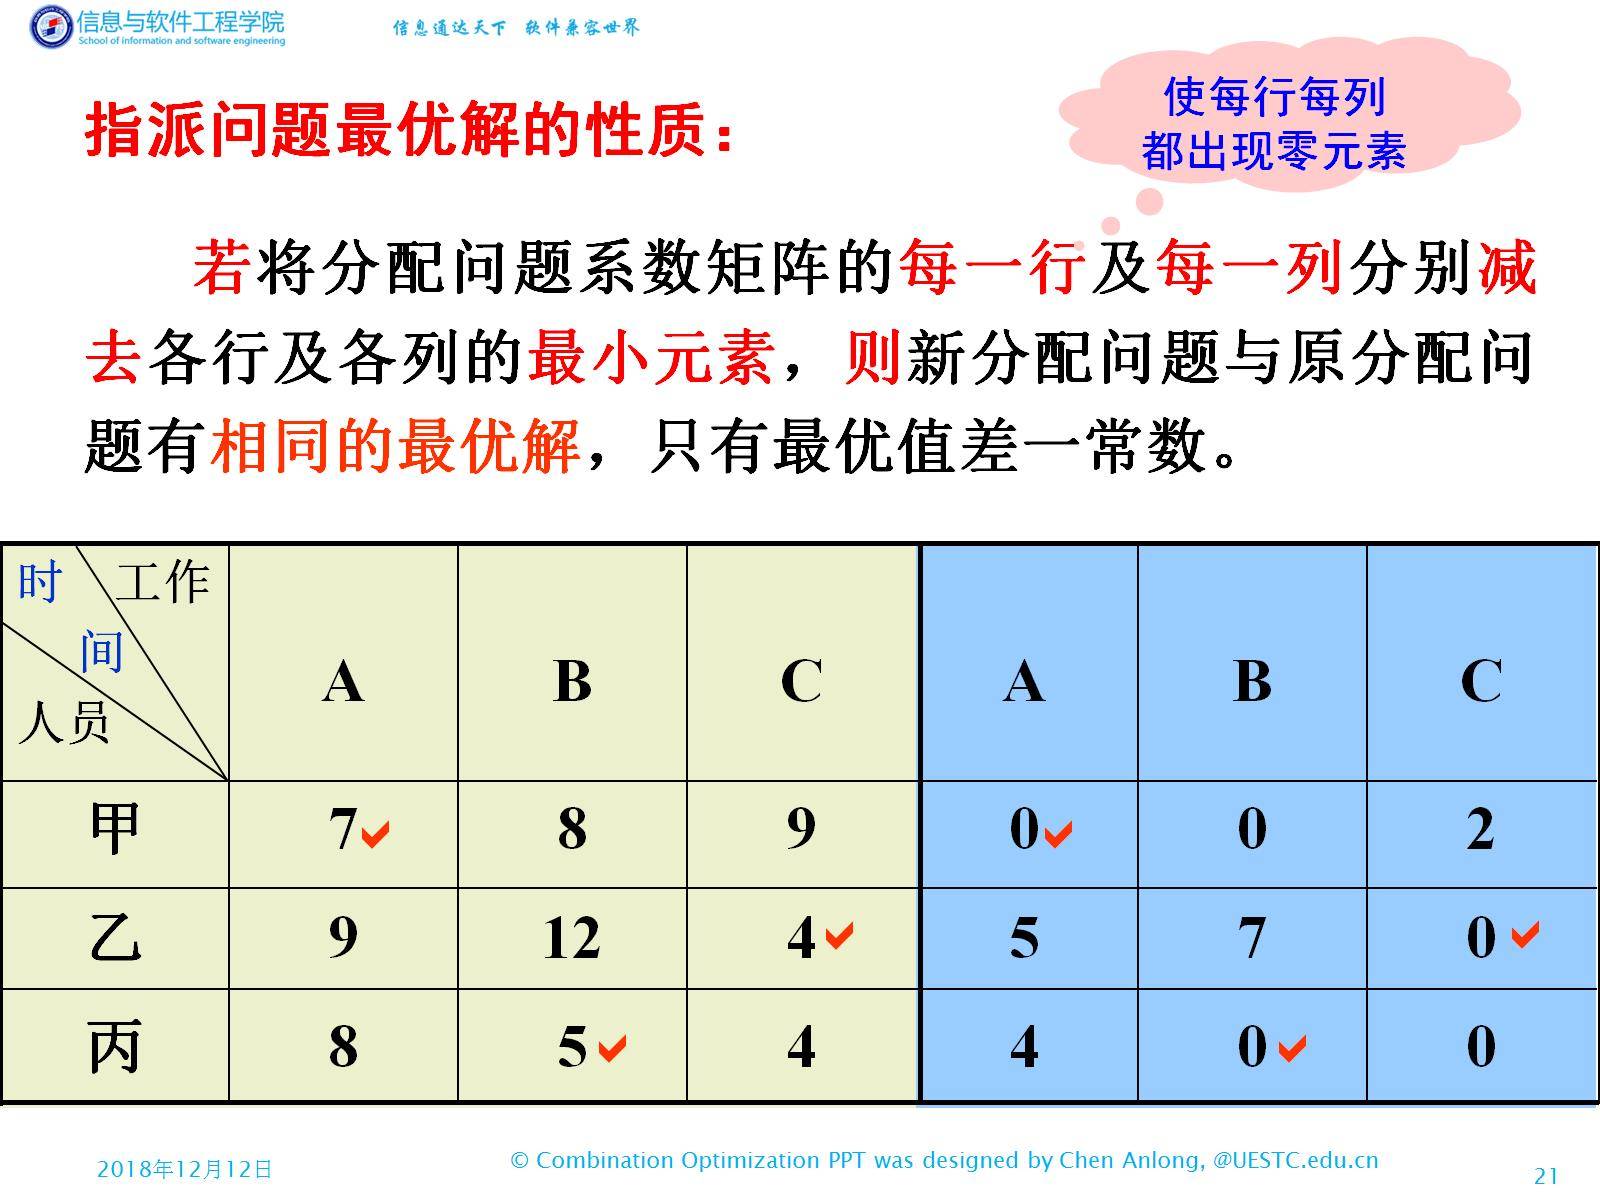 信息与软件工程学院
School of information and software engineering
信息通达天下 软件兼容世界
使每行每列
都出现零元素
指派问题最优解的性质：
若将分配问题系数矩阵的每一行及每一列分别减
去各行及各列的最小元素，则新分配问题与原分配问
题有相同的最优解，只有最优值差一常数。
时 工作
间
人员
A B C A B C
甲 7 8 9 0 0 2
乙 9 12 4 5 7 0
丙 8 5 4 4 0 0
2018年12月12日
© Combination Optimization PPT was designed by Chen Anlong, @UESTC.edu.cn
21